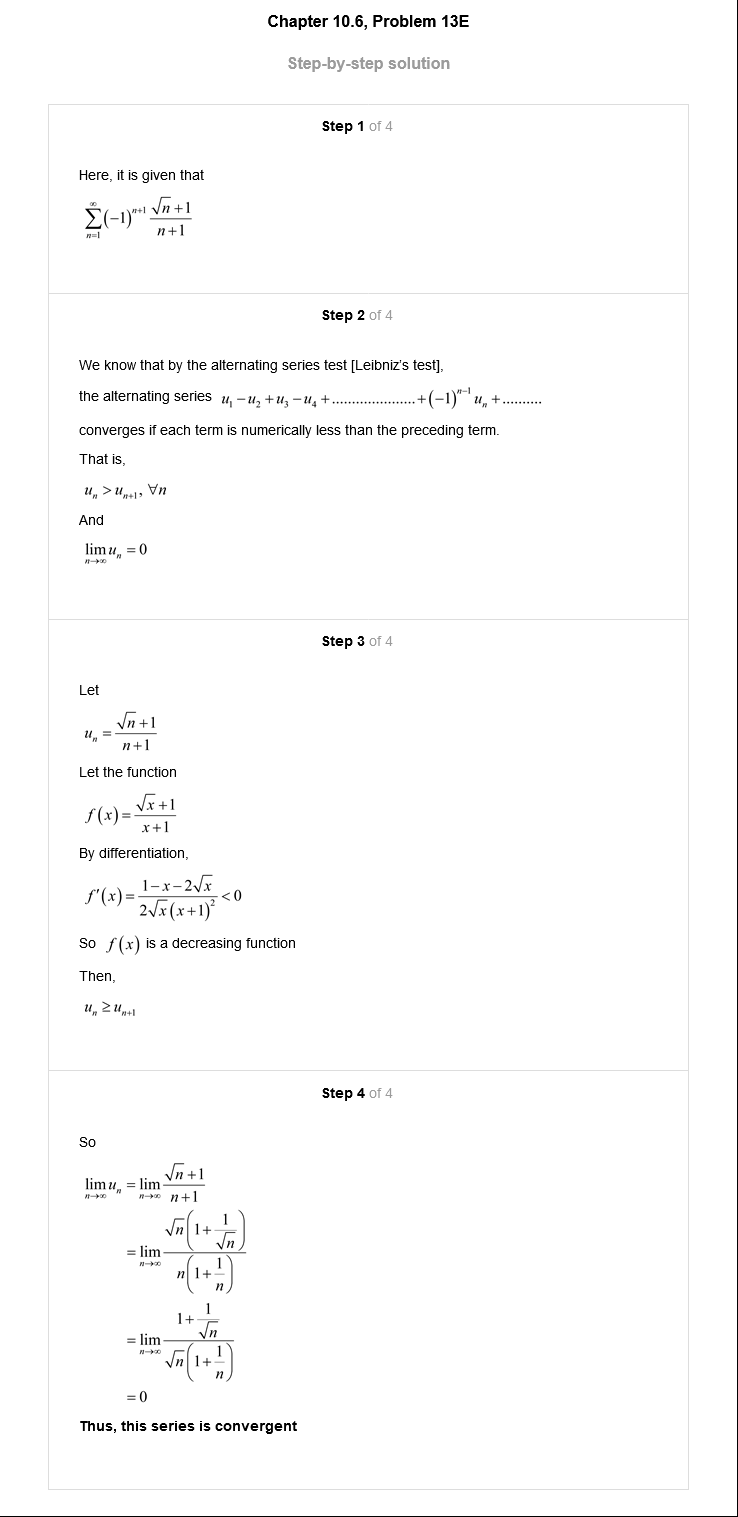 Chapter 10.6, Problem 13E
Step-by-step solution
Step 1 of 4
Here, it is given that
$\sum_{n=1}^{\infty}(-1)^{n+1}\frac{\sqrt{n}+1}{n+1}$
Step 2 of 4
We know that by the alternating series test [Leibniz's test],
the alternating series $u_1-u_2+u_3-u_4+.....................+(-1)^{n-1}u_n+..........$
converges if each term is numerically less than the preceding term.
That is,
$u_n>u_{n+1}, \forall n$
And
$\lim_{n\to\infty}u_n=0$
Step 3 of 4
Let
$u_n=\frac{\sqrt{n}+1}{n+1}$
Let the function
$f(x)=\frac{\sqrt{x}+1}{x+1}$
By differentiation,
$f'(x)=\frac{1-x-2\sqrt{x}}{2\sqrt{x}(x+1)^2}<0$
So $f(x)$ is a decreasing function
Then,
$u_n\geq u_{n+1}$
Step 4 of 4
So
$\lim_{n\to\infty}u_n=\lim_{n\to\infty}\frac{\sqrt{n}+1}{n+1}$
$=\lim_{n\to\infty}\frac{\sqrt{n}\left(1+\frac{1}{\sqrt{n}}\right)}{n\left(1+\frac{1}{n}\right)}$
$=\lim_{n\to\infty}\frac{1+\frac{1}{\sqrt{n}}}{\sqrt{n}\left(1+\frac{1}{n}\right)}$
$=0$
Thus, this series is convergent